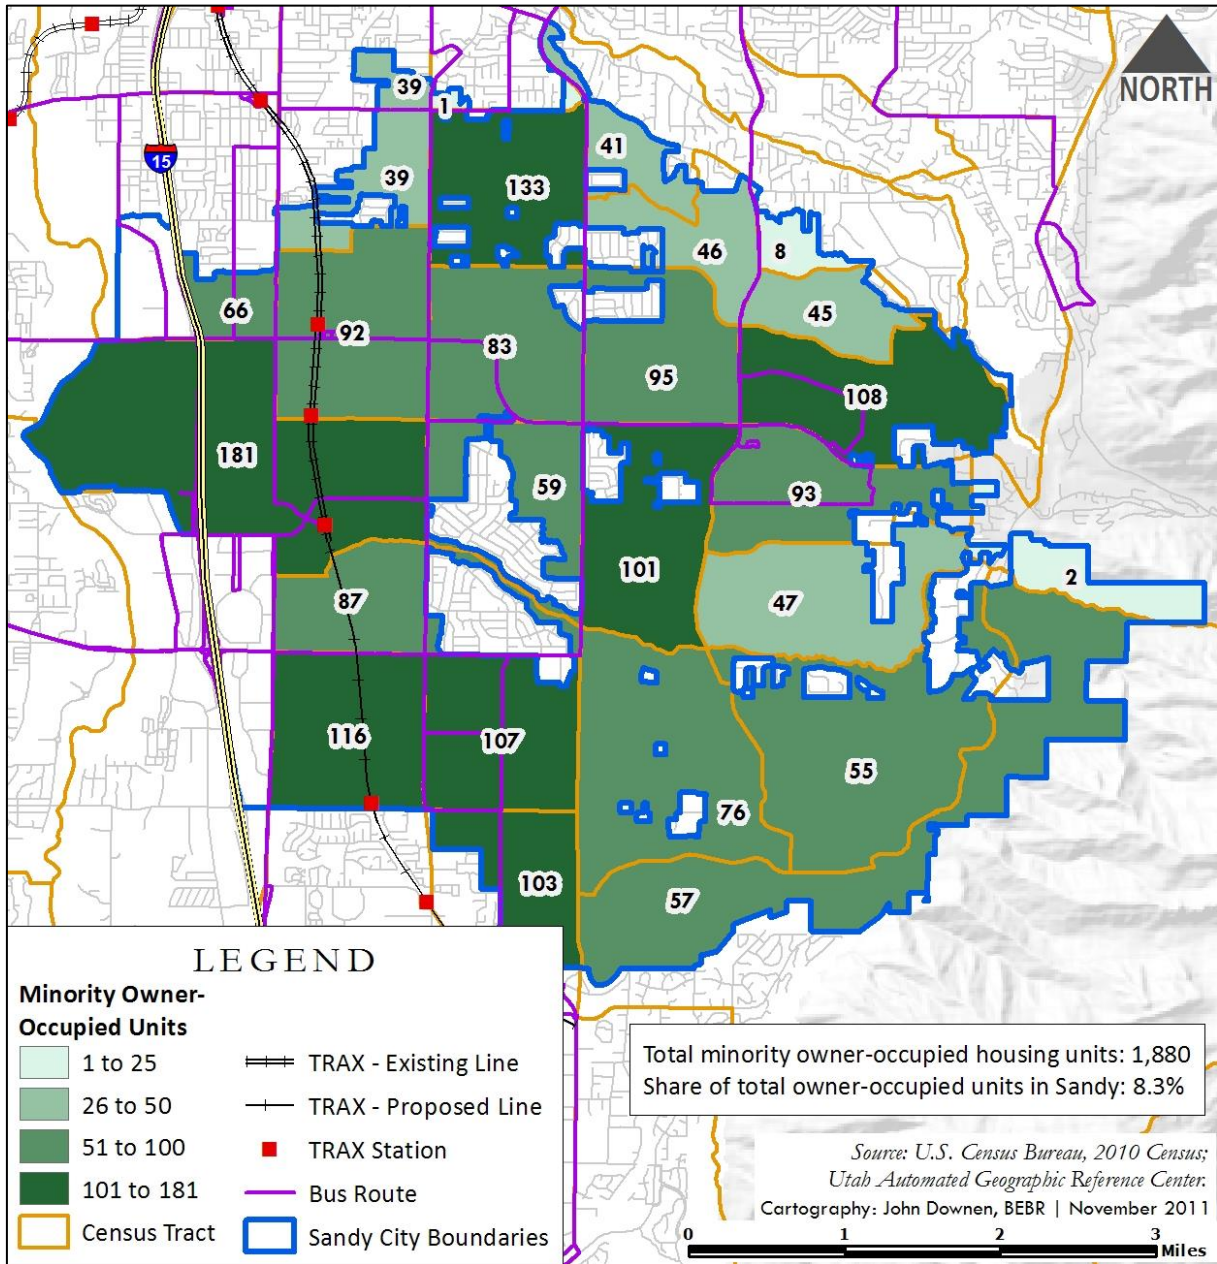 NORTH
39
1
15
41
133
39
46
8
66
45
92
83
95
108
181
59
93
101
2
87
47
116
107
55
76
103
57
LEGEND
Minority Owner-
Occupied Units
1 to 25
26 to 50
51 to 100
101 to 181
Census Tract
TRAX - Existing Line
TRAX - Proposed Line
TRAX Station
Bus Route
Sandy City Boundaries
Total minority owner-occupied housing units: 1,880
Share of total owner-occupied units in Sandy: 8.3%
Source: U.S. Census Bureau, 2010 Census;
Utah Automated Geographic Reference Center.
Cartography: John Downen, BEBR | November 2011
0 1 2 3
Miles